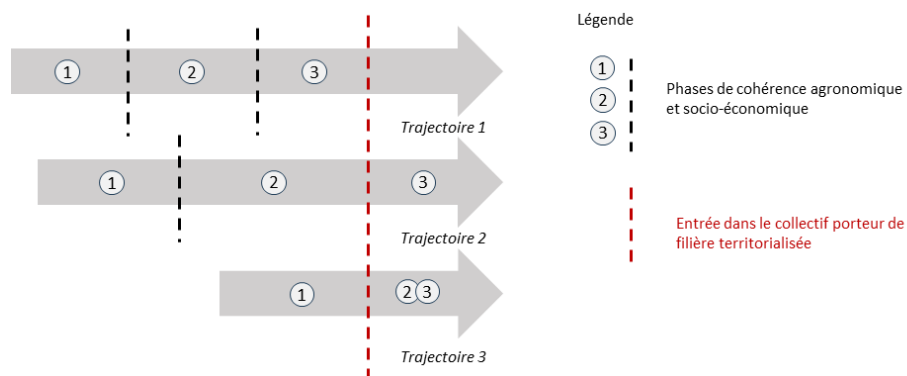 Légende
1
2
3
Trajectoire 1
1
2
3
Trajectoire 2
1
2 3
Trajectoire 3
1
2
3
Phases de cohérence agronomique
et socio-économique
Entrée dans le collectif porteur de
filière territorialisée